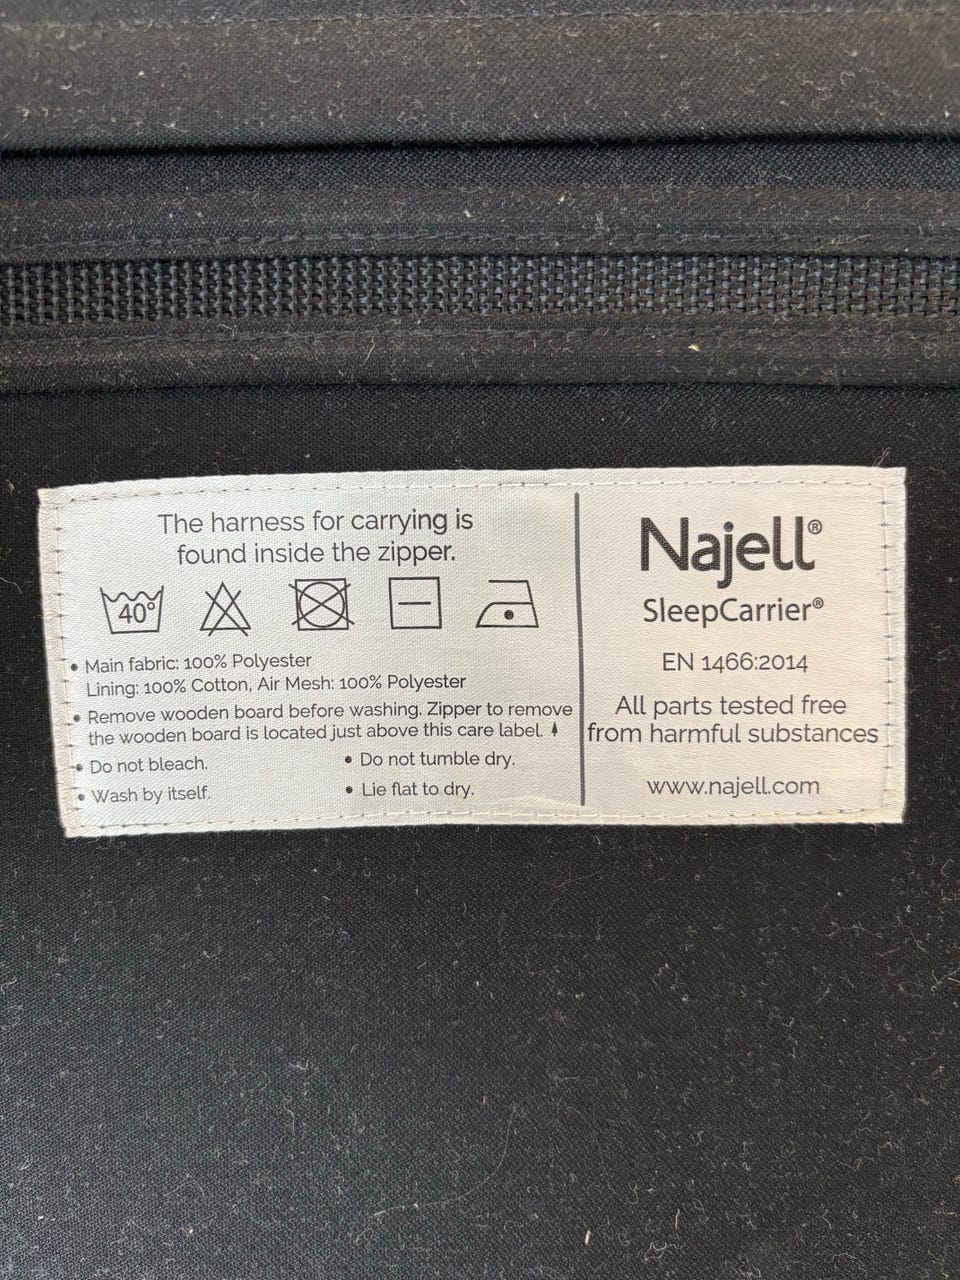 The harness for carrying is
found inside the zipper.
40°
• Main fabric: 100% Polyester
Lining: 100% Cotton, Air Mesh: 100% Polyester
• Remove wooden board before washing. Zipper to remove
the wooden board is located just above this care label.
• Do not bleach.
• Do not tumble dry.
• Wash by itself.
• Lie flat to dry.
Najell®
SleepCarrier®
EN 1466:2014
All parts tested free
from harmful substances
www.najell.com